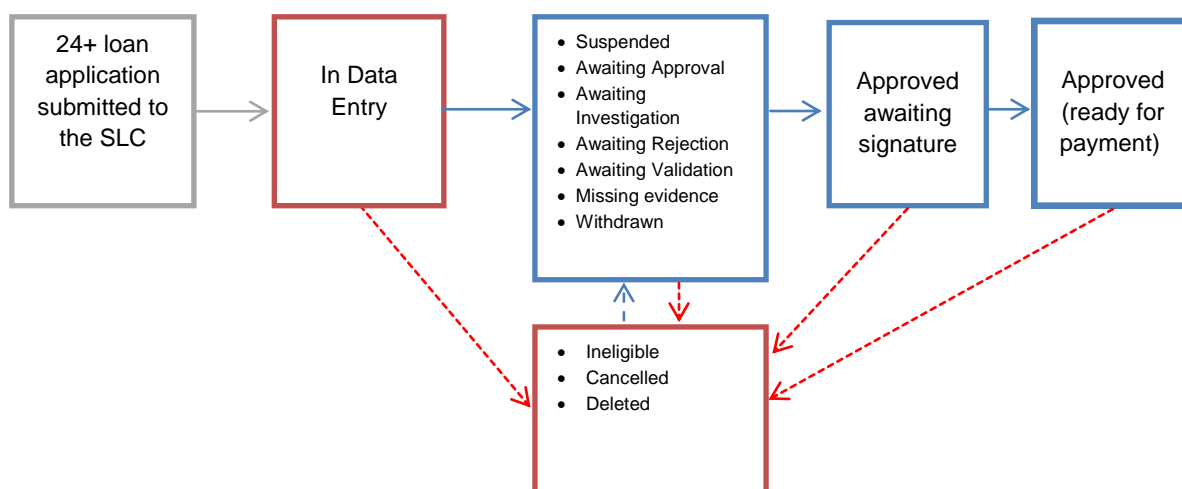 24+ loan
application
submitted to
the SLC
In Data
Entry
• Suspended
• Awaiting Approval
• Awaiting
Investigation
• Awaiting Rejection
• Awaiting Validation
• Missing evidence
• Withdrawn
Approved
awaiting
signature
Approved
(ready for
payment)
• Ineligible
• Cancelled
• Deleted